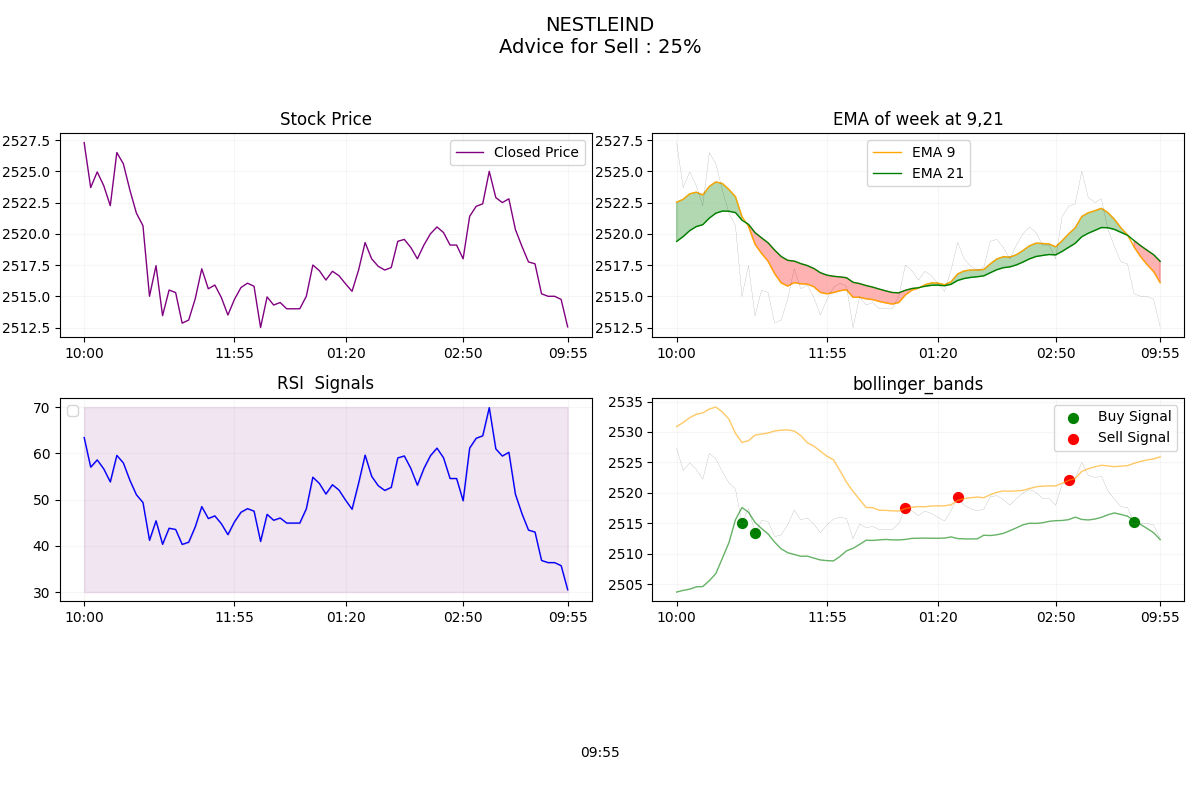 NESTLEIND
Advice for Sell : 25%
Stock Price
2527.5
2525.0
2522.5
2520.0
2517.5
2515.0
2512.5
Closed Price
10:00 11:55 01:20 02:50 09:55
EMA of week at 9,21
2527.5
2525.0
2522.5
2520.0
2517.5
2515.0
2512.5
EMA 9
EMA 21
10:00 11:55 01:20 02:50 09:55
RSI  Signals
70
60
50
40
30
10:00 11:55 01:20 02:50 09:55
bollinger_bands
2535
2530
2525
2520
2515
2510
2505
Buy Signal
Sell Signal
10:00 11:55 01:20 02:50 09:55
09:55